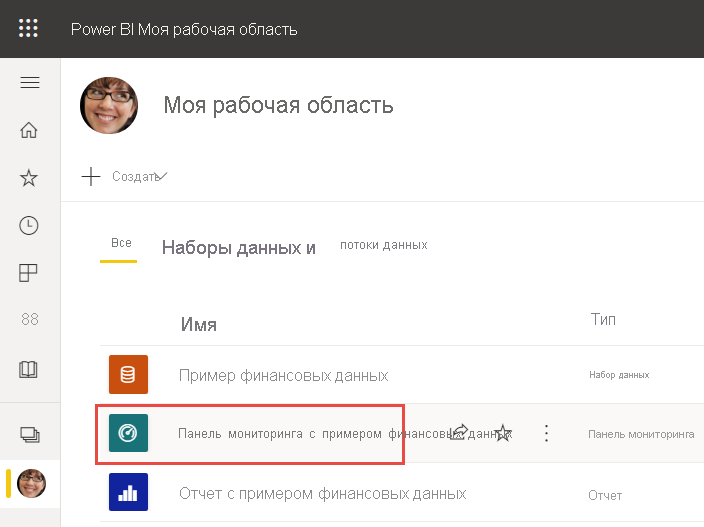 Power BI Моя рабочая область
Моя рабочая область
Создать
Все Наборы данных и потоки данных
Имя Тип
Пример финансовых данных Набор данных
Панель мониторинга с примером финансовых данных Панель мониторинга
Отчет с примером финансовых данных Отчет
88